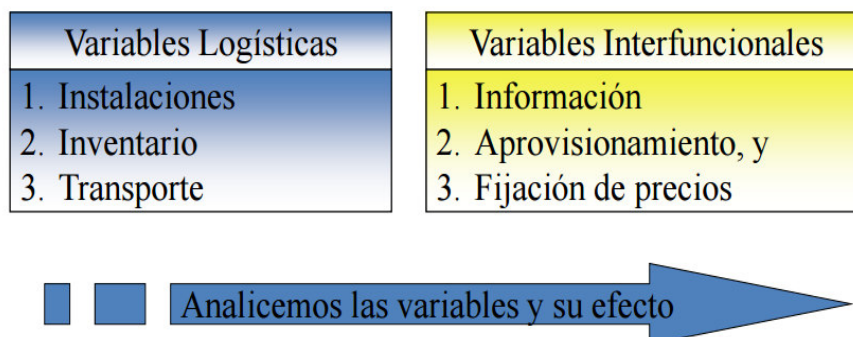 Variables Logísticas
1. Instalaciones
2. Inventario
3. Transporte
Variables Interfuncionales
1. Información
2. Aprovisionamiento, y
3. Fijación de precios
Analicemos las variables y su efecto